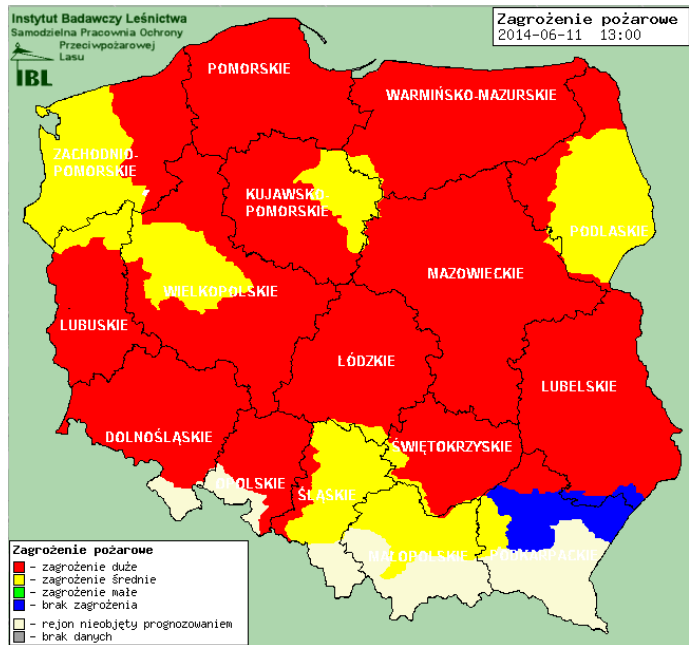 Instytut Badawczy Leśnictwa
Samodzielna Pracownia Ochrony
Przeciwpożarowej
Lasu
IBL
Zagrożenie pożarowe
2014-06-11 13:00
POMORSKIE
WARMIŃSKO-MAZURSKIE
ZACHODNIO-
POMORSKIE
KUJAWSKO-
POMORSKIE
PODLASKIE
MAZOWIECKIE
WIELKOPOLSKIE
LUBUSKIE
ŁÓDZKIE
LUBELSKIE
DOLNOŚLĄSKIE
ŚWIĘTOKRZYSKIE
OPOLSKIE
ŚLĄSKIE
MAŁOPOLSKIE
PODKARPACKIE
Zagrożenie pożarowe
- zagrożenie duże
- zagrożenie średnie
- zagrożenie małe
- brak zagrożenia
- rejon nieobjęty prognozowaniem
- brak danych